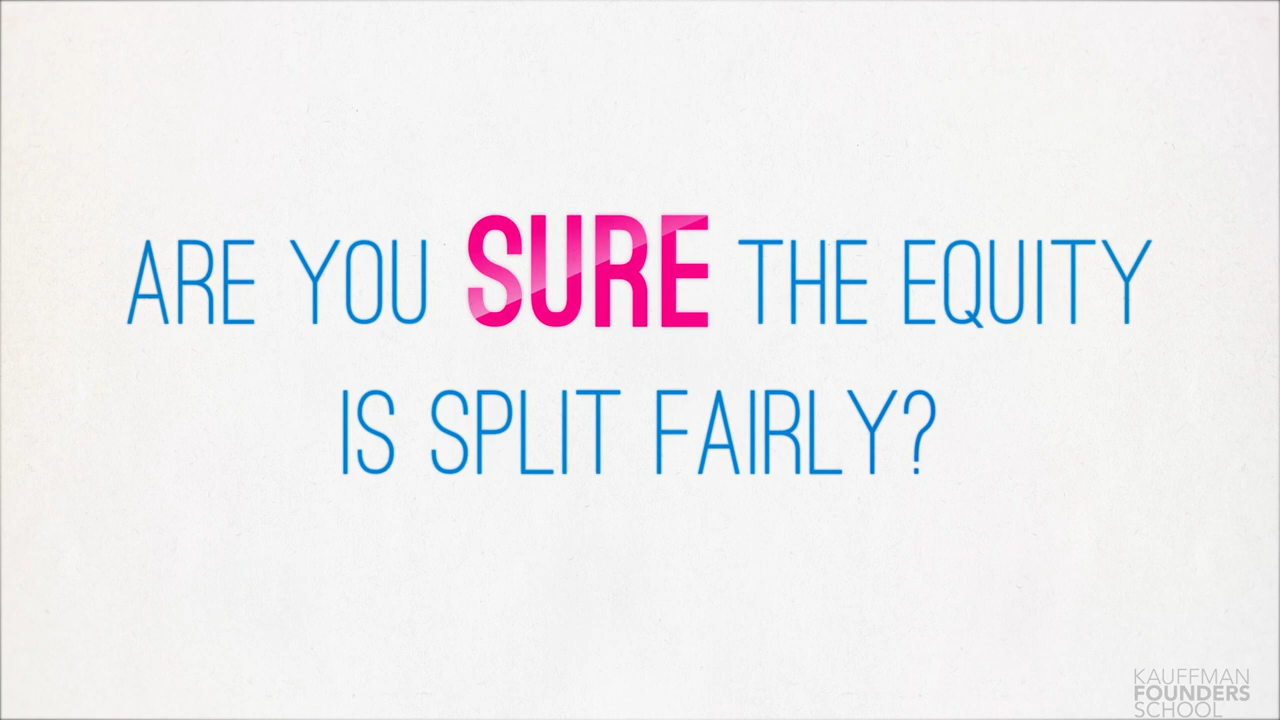 ARE YOU SURE THE EQUITY
IS SPLIT FAIRLY?
KAUFFMAN
FOUNDERS
SCHOOL